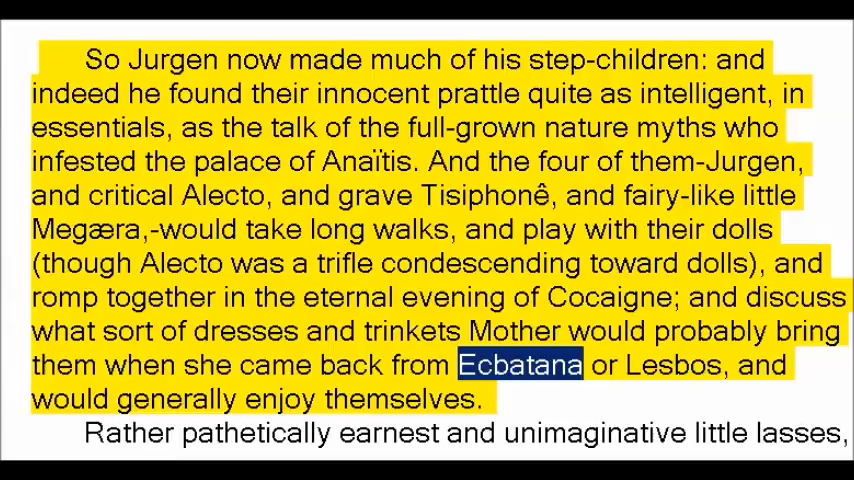 So Jurgen now made much of his step-children: and
indeed he found their innocent prattle quite as intelligent, in
essentials, as the talk of the full-grown nature myths who
infested the palace of Anaïtis. And the four of them-Jurgen,
and critical Alecto, and grave Tisiphonê, and fairy-like little
Megæra,-would take long walks, and play with their dolls
(though Alecto was a trifle condescending toward dolls), and
romp together in the eternal evening of Cocaigne; and discuss
what sort of dresses and trinkets Mother would probably bring
them when she came back from Ecbatana or Lesbos, and
would generally enjoy themselves.
Rather pathetically earnest and unimaginative little lasses,